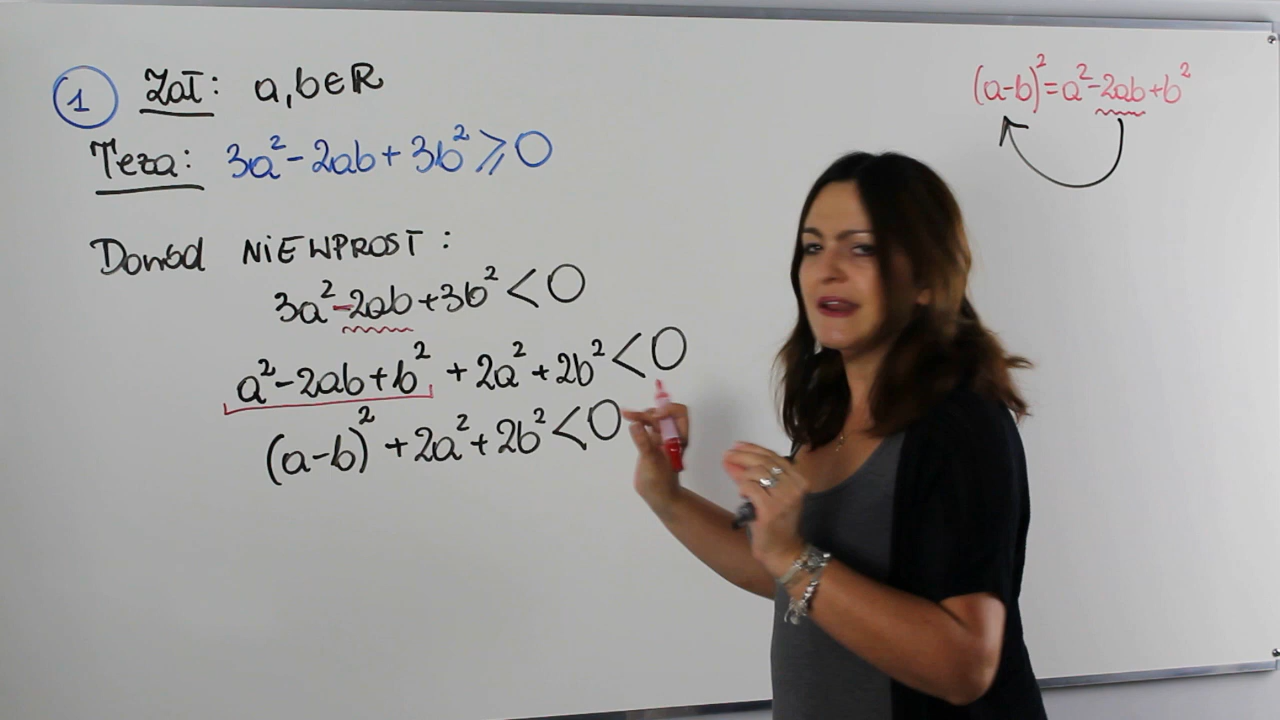 1 Zał: a,b∈R
Teza: 3a²-2ab+3b²⩾0
Dowód NiEWPROST:
3a²-2ab+3b²<0
a²-2ab+b²+2a²+2b²<0
(a-b)²+2a²+2b²<0
(a-b)²=a²-2ab+b²